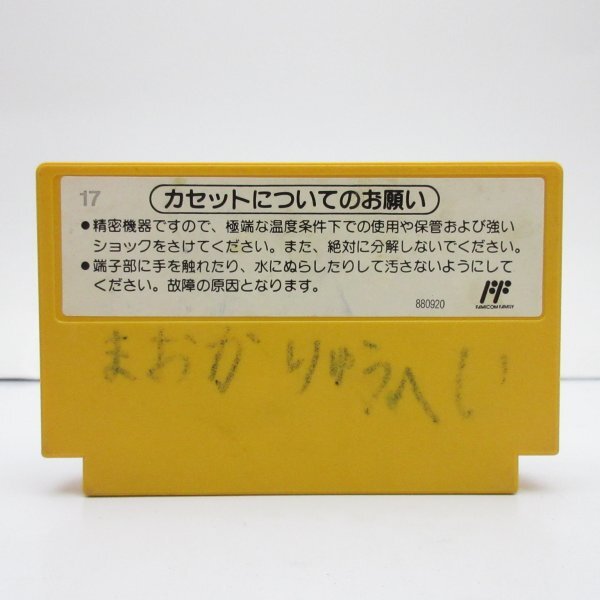 17
カセットについてのお願い
●精密機器ですので、極端な温度条件下での使用や保管および強い
ショックをさけてください。また、絶対に分解しないでください。
●端子部に手を触れたり、水にぬらしたりして汚さないようにして
ください。故障の原因となります。
880920
FAMICOM FAMILY
まおか りゅうへい